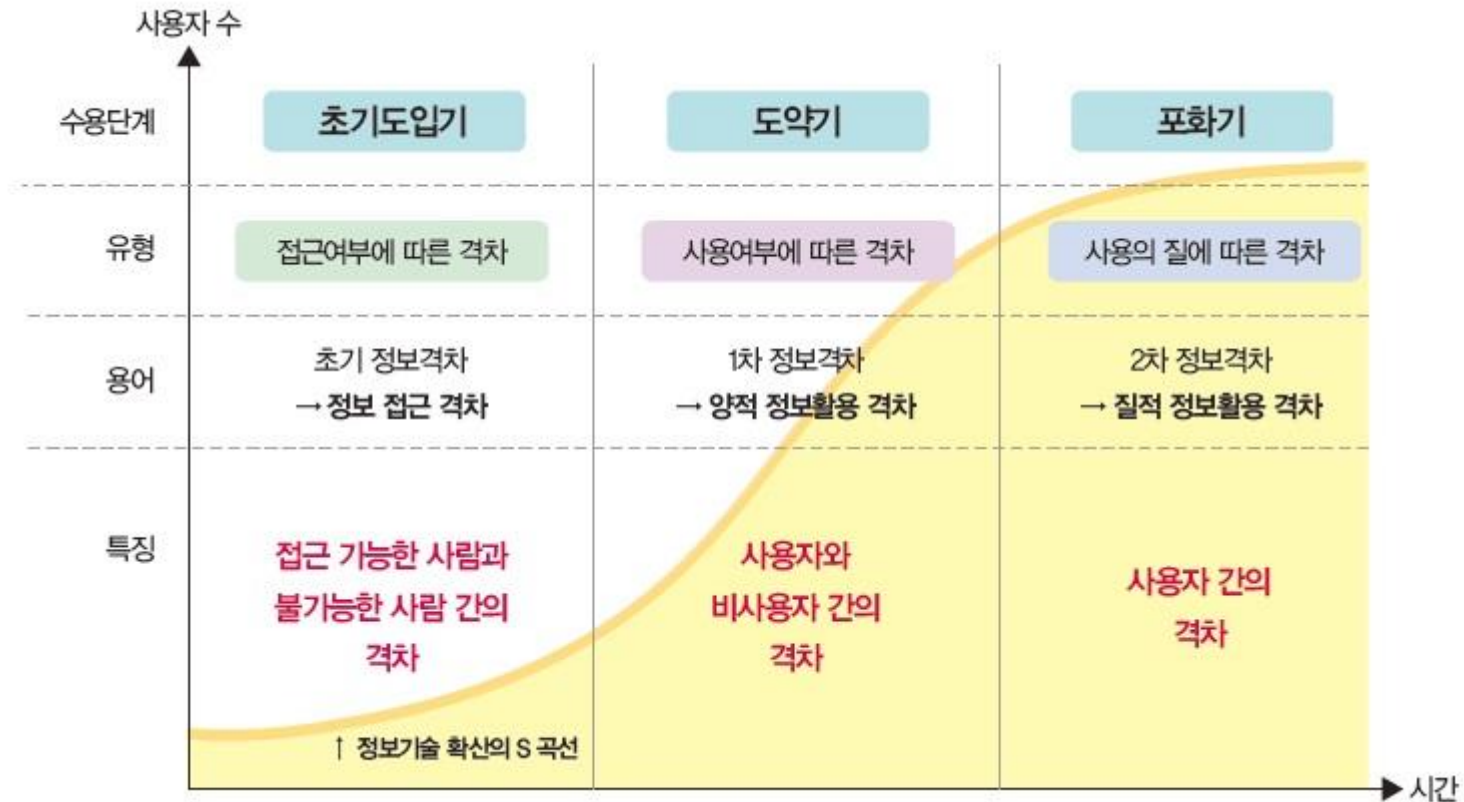 사용자 수
수용단계
초기도입기
도약기
포화기
유형
접근여부에 따른 격차
사용여부에 따른 격차
사용의 질에 따른 격차
용어
초기 정보격차
→ 정보 접근 격차
1차 정보격차
→ 양적 정보활용 격차
2차 정보격차
→ 질적 정보활용 격차
특징
접근 가능한 사람과
불가능한 사람 간의
격차
사용자와
비사용자 간의
격차
사용자 간의
격차
↑ 정보기술 확산의 S 곡선
시간